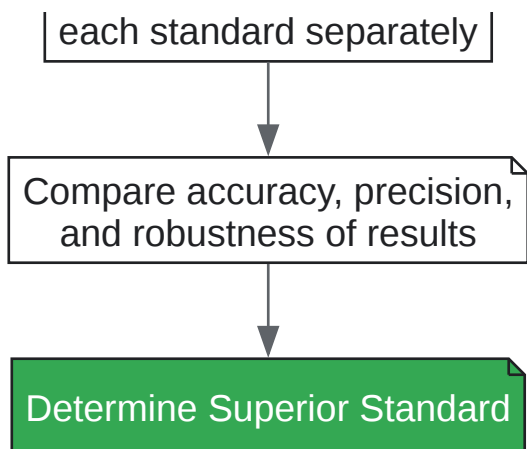 each standard separately
Compare accuracy, precision,
and robustness of results
Determine Superior Standard